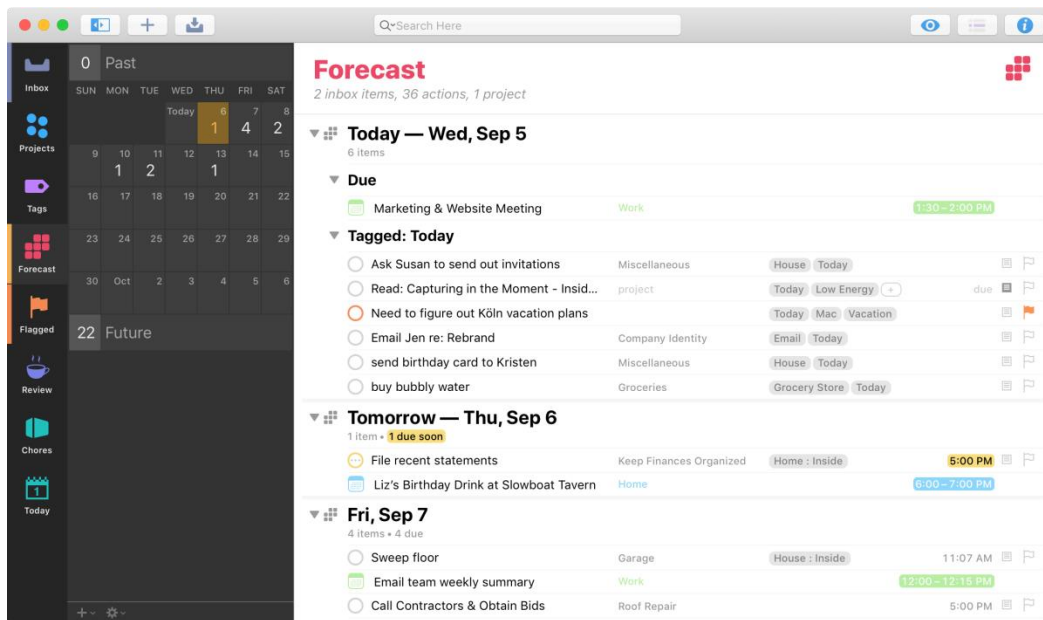 Search Here
Inbox
Projects
Tags
Forecast
Flagged
Review
Chores
1
Today
0 Past
SUN MON TUE WED THU FRI SAT
Today 6 7 8
1 4 2
9 10 11 12 13 14 15
1 2 1
16 17 18 19 20 21 22
23 24 25 26 27 28 29
30 Oct 2 3 4 5 6
22 Future
Forecast
2 inbox items, 36 actions, 1 project
Today — Wed, Sep 5
6 items
Due
Marketing & Website Meeting Work 1:30 – 2:00 PM
Tagged: Today
Ask Susan to send out invitations Miscellaneous House Today
Read: Capturing in the Moment - Insid... project Today Low Energy + due
Need to figure out Köln vacation plans Today Mac Vacation
Email Jen re: Rebrand Company Identity Email Today
send birthday card to Kristen Miscellaneous House Today
buy bubbly water Groceries Grocery Store Today
Tomorrow — Thu, Sep 6
1 item • 1 due soon
File recent statements Keep Finances Organized Home : Inside 5:00 PM
Liz's Birthday Drink at Slowboat Tavern Home 6:00 – 7:00 PM
Fri, Sep 7
4 items • 4 due
Sweep floor Garage House : Inside 11:07 AM
Email team weekly summary Work 12:00 – 12:15 PM
Call Contractors & Obtain Bids Roof Repair 5:00 PM